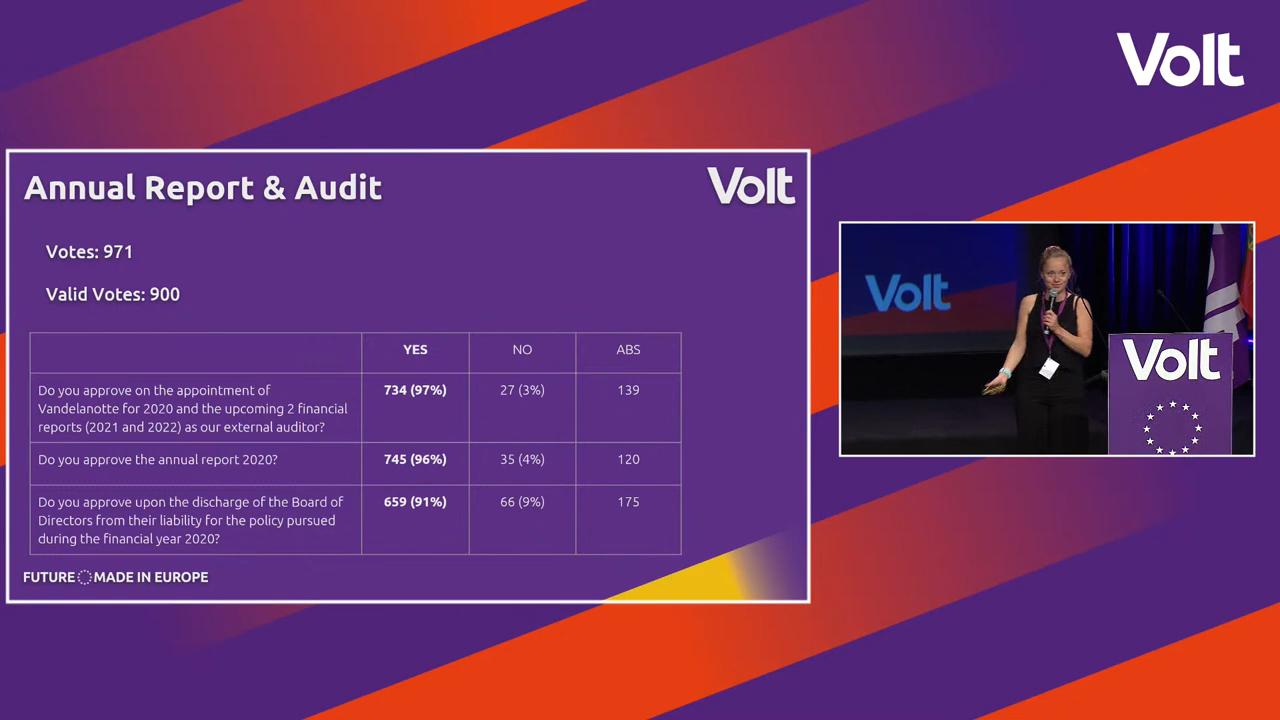 Volt
Annual Report & Audit
Volt
Votes: 971
Valid Votes: 900
YES NO ABS
Do you approve on the appointment of
Vandelanotte for 2020 and the upcoming 2 financial
reports (2021 and 2022) as our external auditor?
734 (97%) 27 (3%) 139
Do you approve the annual report 2020?
745 (96%) 35 (4%) 120
Do you approve upon the discharge of the Board of
Directors from their liability for the policy pursued
during the financial year 2020?
659 (91%) 66 (9%) 175
FUTURE MADE IN EUROPE
Volt
Volt